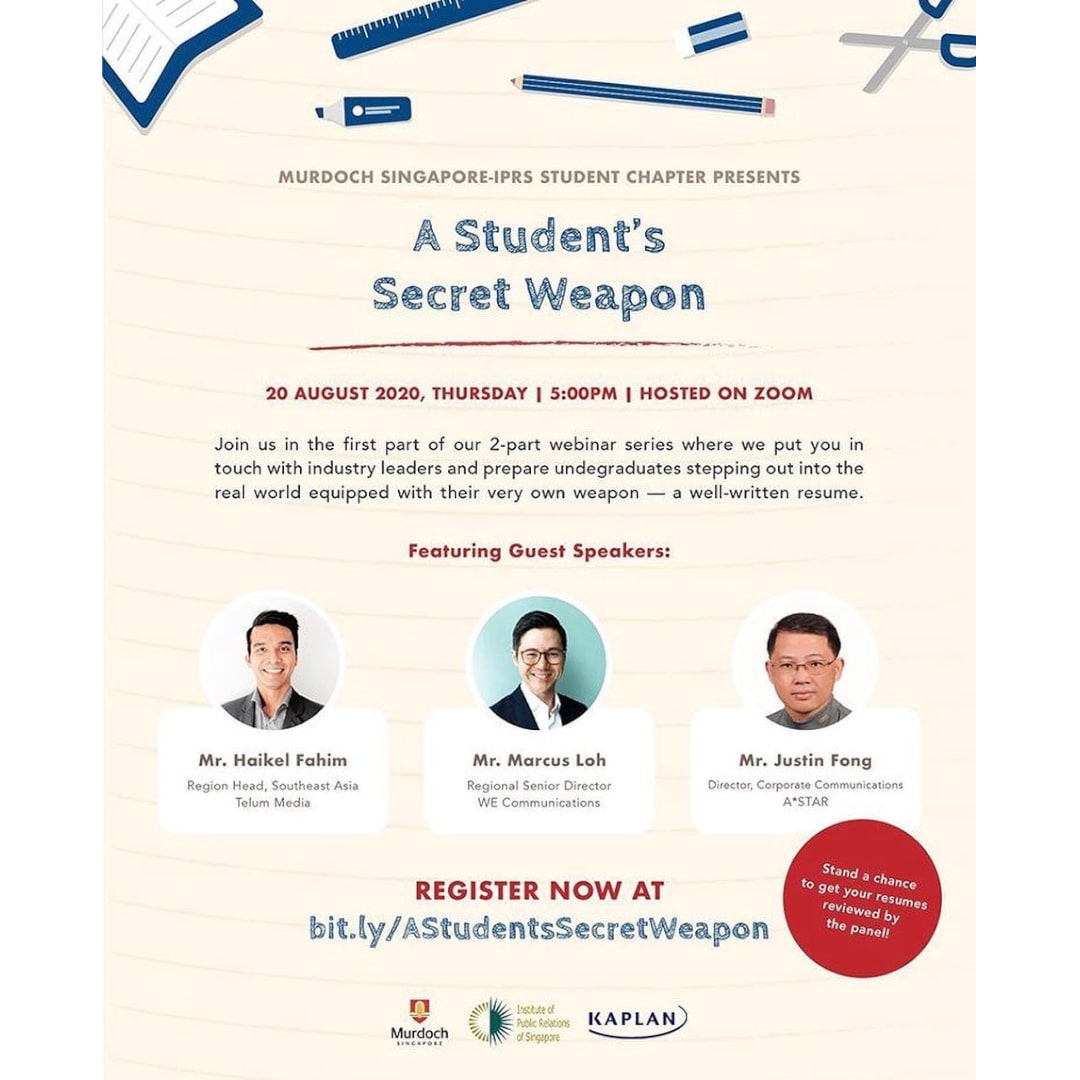 MURDOCH SINGAPORE-IPRS STUDENT CHAPTER PRESENTS
A Student's
Secret Weapon
20 AUGUST 2020, THURSDAY | 5:00PM | HOSTED ON ZOOM
Join us in the first part of our 2-part webinar series where we put you in
touch with industry leaders and prepare undegraduates stepping out into the
real world equipped with their very own weapon — a well-written resume.
Featuring Guest Speakers:
Mr. Haikel Fahim
Region Head, Southeast Asia
Telum Media
Mr. Marcus Loh
Regional Senior Director
WE Communications
Mr. Justin Fong
Director, Corporate Communications
A*STAR
Stand a chance
to get your resumes
reviewed by
the panel!
REGISTER NOW AT
bit.ly/AStudentsSecretWeapon
Murdoch
SINGAPORE
Institute of
Public Relations
of Singapore
KAPLAN